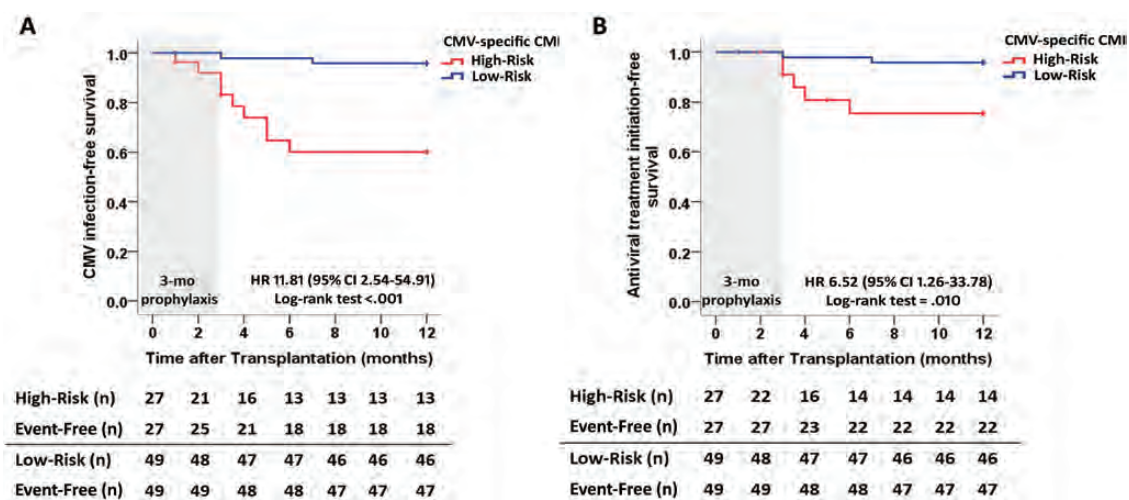 A
CMV-specific CMI
High-Risk
Low-Risk
CMV infection-free survival
1.0
0.8
0.6
0.4
0.2
0.0
3-mo
prophylaxis
HR 11.81 (95% CI 2.54-54.91)
Log-rank test <.001
0 2 4 6 8 10 12
Time after Transplantation (months)
High-Risk (n) 27 21 16 13 13 13 13
Event-Free (n) 27 25 21 18 18 18 18
Low-Risk (n) 49 48 47 47 46 46 46
Event-Free (n) 49 49 48 48 47 47 47
B
CMV-specific CMI
High-Risk
Low-Risk
Antiviral treatment initiation-free
survival
1.0
0.8
0.6
0.4
0.2
0.0
3-mo
prophylaxis
HR 6.52 (95% CI 1.26-33.78)
Log-rank test = .010
0 2 4 6 8 10 12
Time after Transplantation (months)
High-Risk (n) 27 22 16 14 14 14 14
Event-Free (n) 27 27 23 22 22 22 22
Low-Risk (n) 49 48 47 47 46 46 46
Event-Free (n) 49 49 48 48 47 47 47